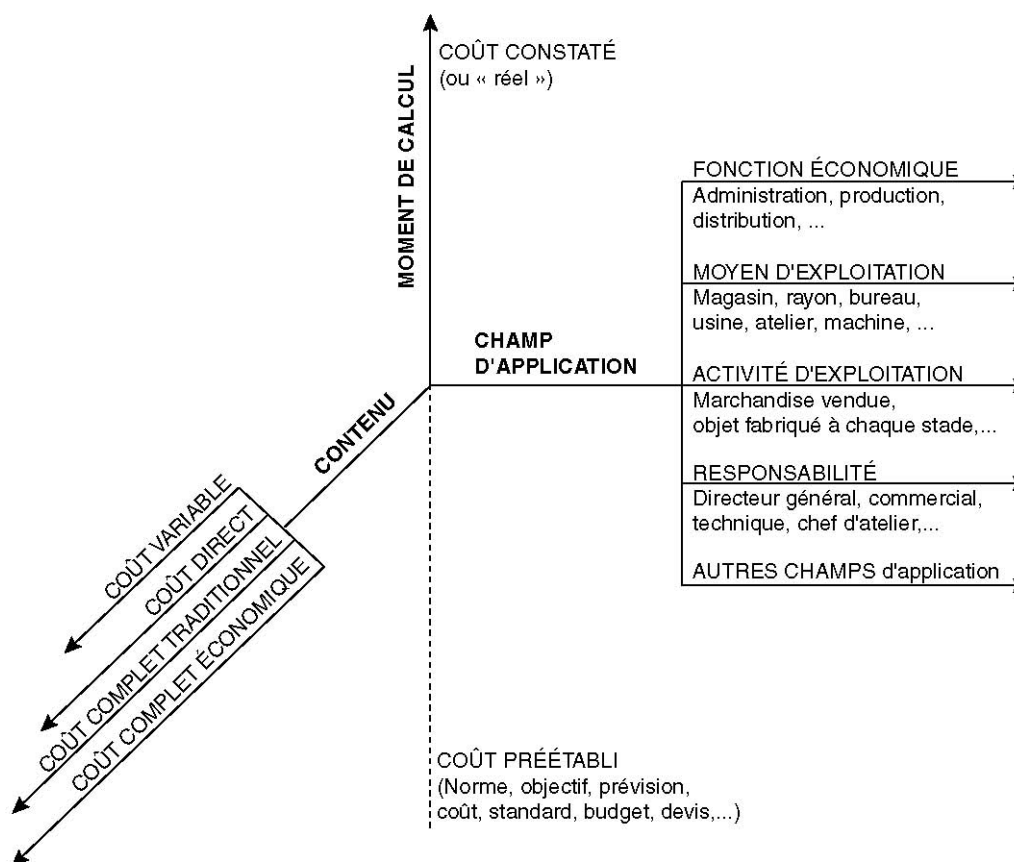 COÛT CONSTATÉ
(ou « réel »)
MOMENT DE CALCUL
FONCTION ÉCONOMIQUE
Administration, production,
distribution, ...
MOYEN D'EXPLOITATION
Magasin, rayon, bureau,
usine, atelier, machine, ...
CHAMP
D'APPLICATION
ACTIVITÉ D'EXPLOITATION
Marchandise vendue,
objet fabriqué à chaque stade,...
RESPONSABILITÉ
Directeur général, commercial,
technique, chef d'atelier,...
AUTRES CHAMPS d'application
CONTENU
COÛT VARIABLE
COÛT DIRECT
COÛT COMPLET TRADITIONNEL
COÛT COMPLET ÉCONOMIQUE
COÛT PRÉÉTABLI
(Norme, objectif, prévision,
coût, standard, budget, devis,...)